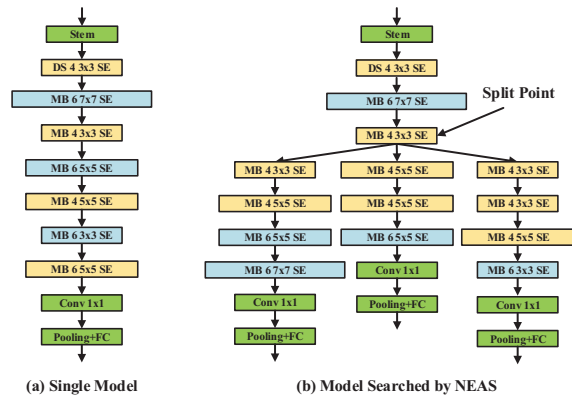 Stem
DS 4 3x3 SE
MB 6 7x7 SE
MB 4 3x3 SE
MB 6 5x5 SE
MB 4 5x5 SE
MB 6 3x3 SE
MB 6 5x5 SE
Conv 1x1
Pooling+FC
(a) Single Model
Stem
DS 4 3x3 SE
MB 6 7x7 SE
MB 4 3x3 SE
Split Point
MB 4 3x3 SE
MB 4 5x5 SE
MB 6 5x5 SE
MB 6 7x7 SE
Conv 1x1
Pooling+FC
MB 4 5x5 SE
MB 4 5x5 SE
MB 6 5x5 SE
Conv 1x1
Pooling+FC
MB 4 3x3 SE
MB 4 3x3 SE
MB 4 5x5 SE
MB 6 3x3 SE
Conv 1x1
Pooling+FC
(b) Model Searched by NEAS